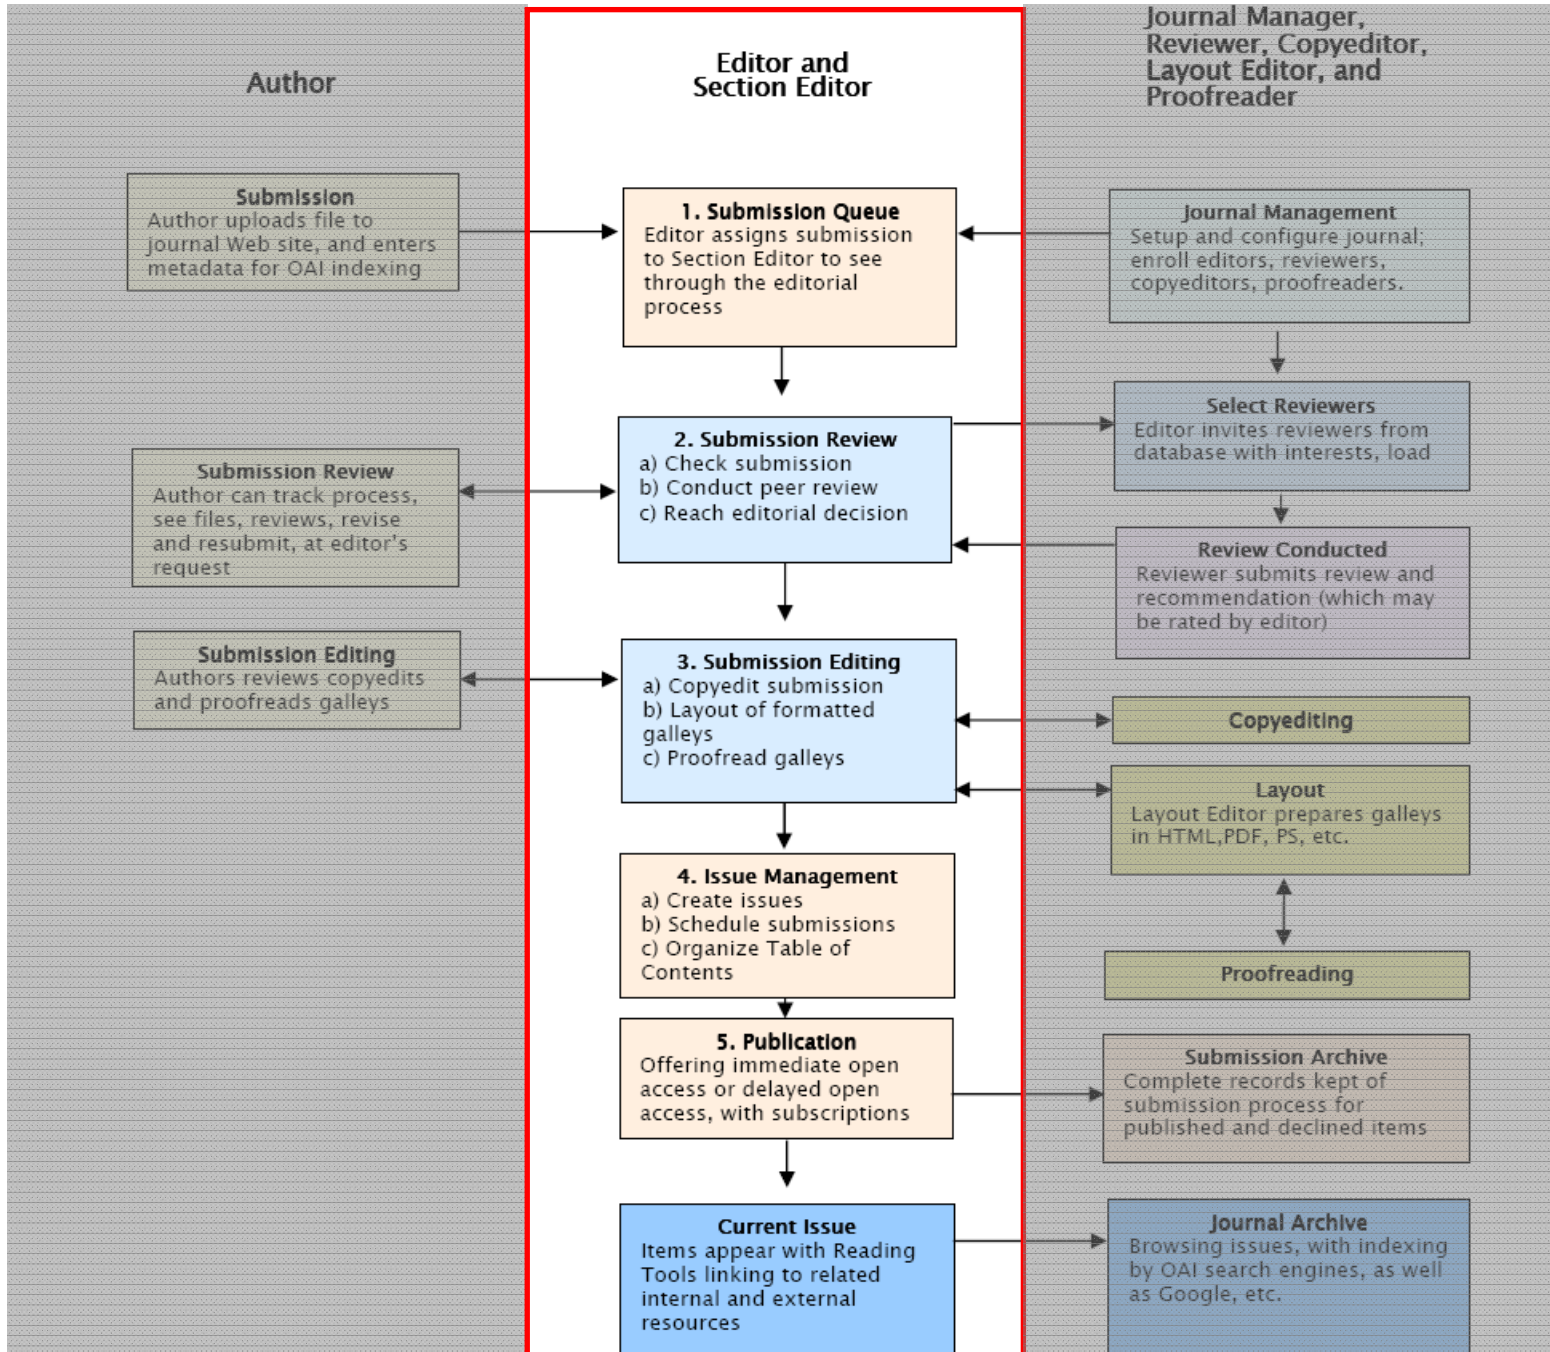 Author
Submission
Author uploads file to
journal Web site, and enters
metadata for OAI indexing
Submission Review
Author can track process,
see files, reviews, revise
and resubmit, at editor's
request
Submission Editing
Authors reviews copyedits
and proofreads galleys
Editor and
Section Editor
1. Submission Queue
Editor assigns submission
to Section Editor to see
through the editorial
process
2. Submission Review
a) Check submission
b) Conduct peer review
c) Reach editorial decision
3. Submission Editing
a) Copyedit submission
b) Layout of formatted
galleys
c) Proofread galleys
4. Issue Management
a) Create issues
b) Schedule submissions
c) Organize Table of
Contents
5. Publication
Offering immediate open
access or delayed open
access, with subscriptions
Current Issue
Items appear with Reading
Tools linking to related
internal and external
resources
Journal Manager,
Reviewer, Copyeditor,
Layout Editor, and
Proofreader
Journal Management
Setup and configure journal;
enroll editors, reviewers,
copyeditors, proofreaders.
Select Reviewers
Editor invites reviewers from
database with interests, load
Review Conducted
Reviewer submits review and
recommendation (which may
be rated by editor)
Copyediting
Layout
Layout Editor prepares galleys
in HTML,PDF, PS, etc.
Proofreading
Submission Archive
Complete records kept of
submission process for
published and declined items
Journal Archive
Browsing issues, with indexing
by OAI search engines, as well
as Google, etc.